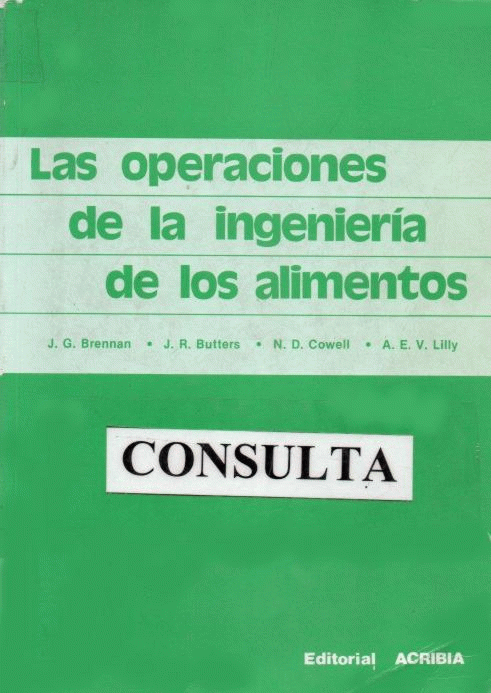 Las operaciones
de la ingeniería
de los alimentos
J. G. Brennan • J. R. Butters • N. D. Cowell • A. E. V. Lilly
CONSULTA
Editorial ACRIBIA